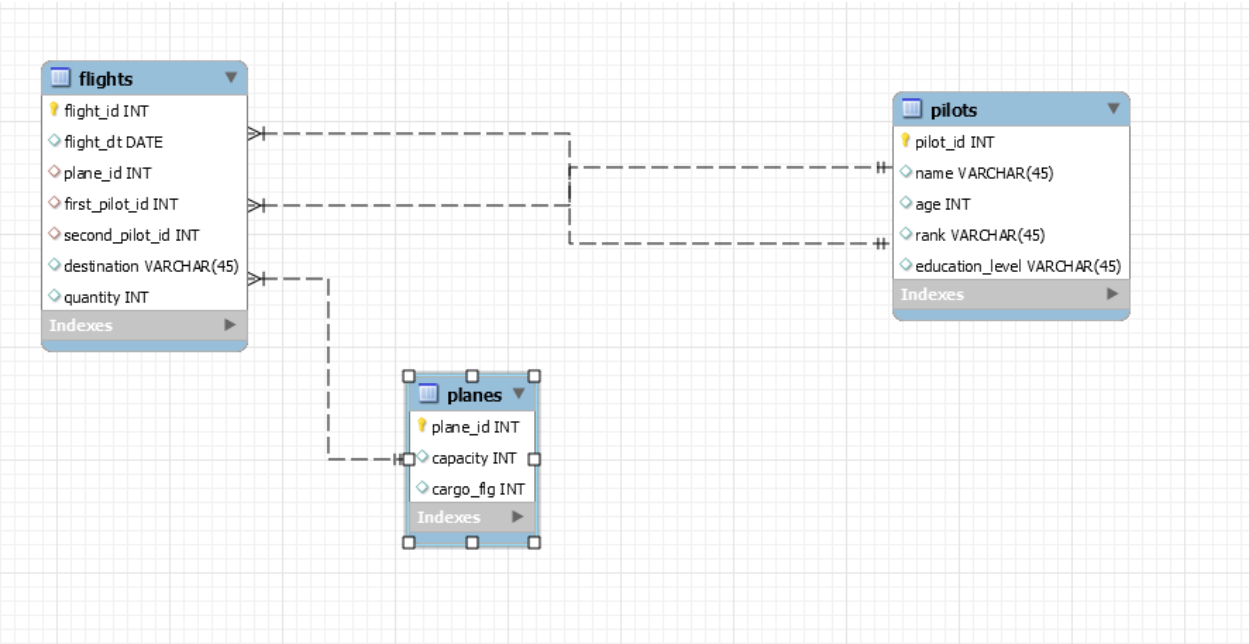 flights
flight_id INT
flight_dt DATE
plane_id INT
first_pilot_id INT
second_pilot_id INT
destination VARCHAR(45)
quantity INT
Indexes
pilots
pilot_id INT
name VARCHAR(45)
age INT
rank VARCHAR(45)
education_level VARCHAR(45)
Indexes
planes
plane_id INT
capacity INT
cargo_flg INT
Indexes